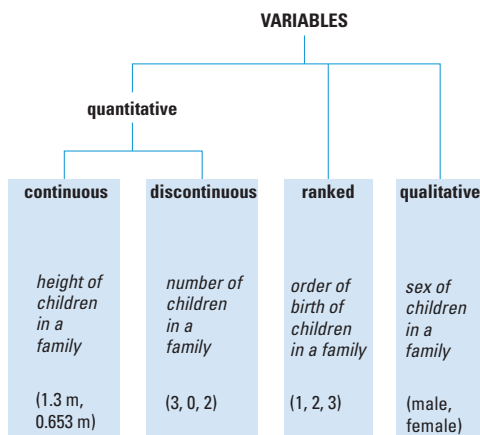 VARIABLES
quantitative
continuous
discontinuous
ranked
qualitative
height of
children
in a
family
number of
children
in a
family
order of
birth of
children
in a family
sex of
children
in a
family
(1.3 m,
0.653 m)
(3, 0, 2)
(1, 2, 3)
(male,
female)